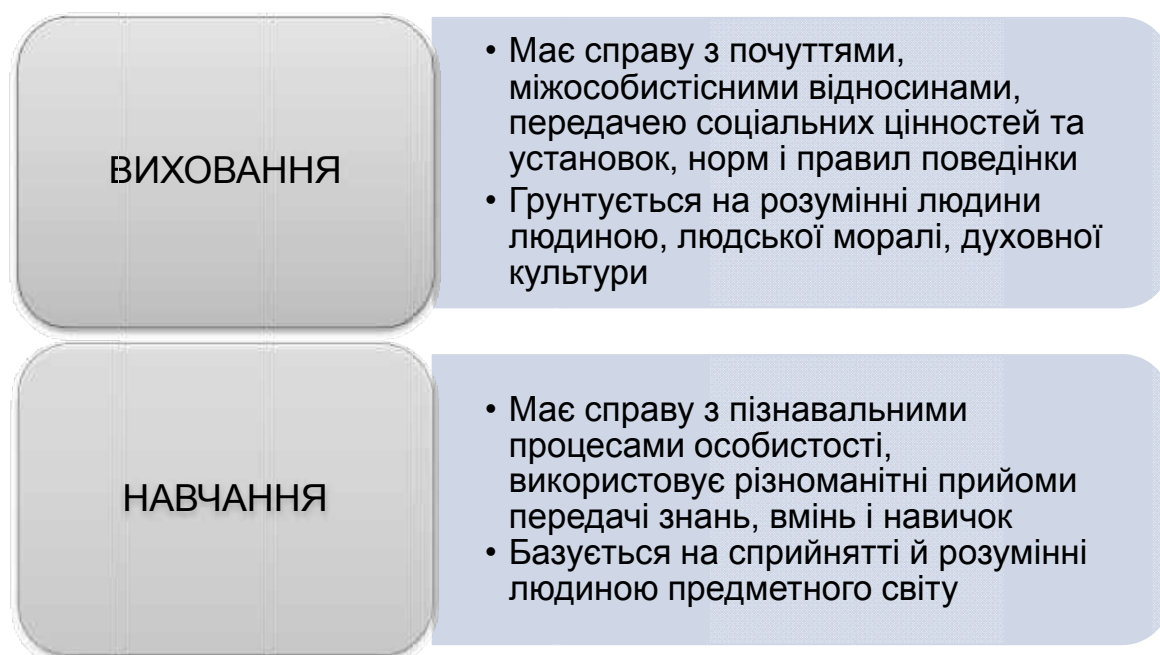 ВИХОВАННЯ
• Має справу з почуттями,
міжособистісними відносинами,
передачею соціальних цінностей та
установок, норм і правил поведінки
• Грунтується на розумінні людини
людиною, людської моралі, духовної
культури
НАВЧАННЯ
• Має справу з пізнавальними
процесами особистості,
використовує різноманітні прийоми
передачі знань, вмінь і навичок
• Базується на сприйнятті й розумінні
людиною предметного світу